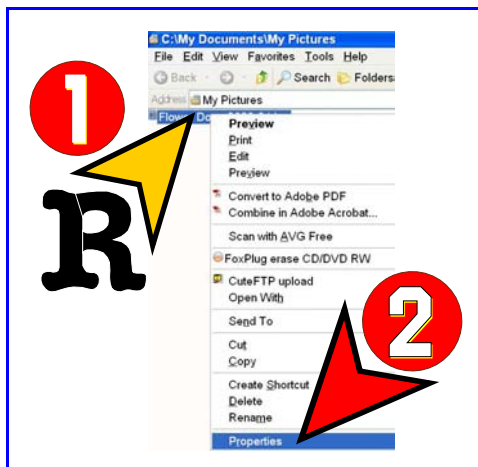 C:\My Documents\My Pictures
File Edit View Favorites Tools Help
Back Search Folders
Address My Pictures
1
R
Preview
Print
Edit
Preview
Convert to Adobe PDF
Combine in Adobe Acrobat...
Scan with AVG Free
FoxPlug erase CD/DVD RW
CuteFTP upload
Open With
2
Send To
Cut
Copy
Create Shortcut
Delete
Rename
Properties